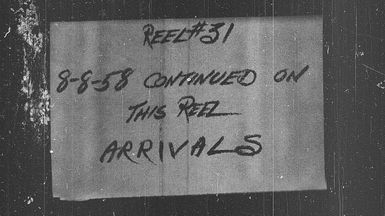 REEL#31
8-8-58 CONTINUED ON
THIS REEL
ARRIVALS